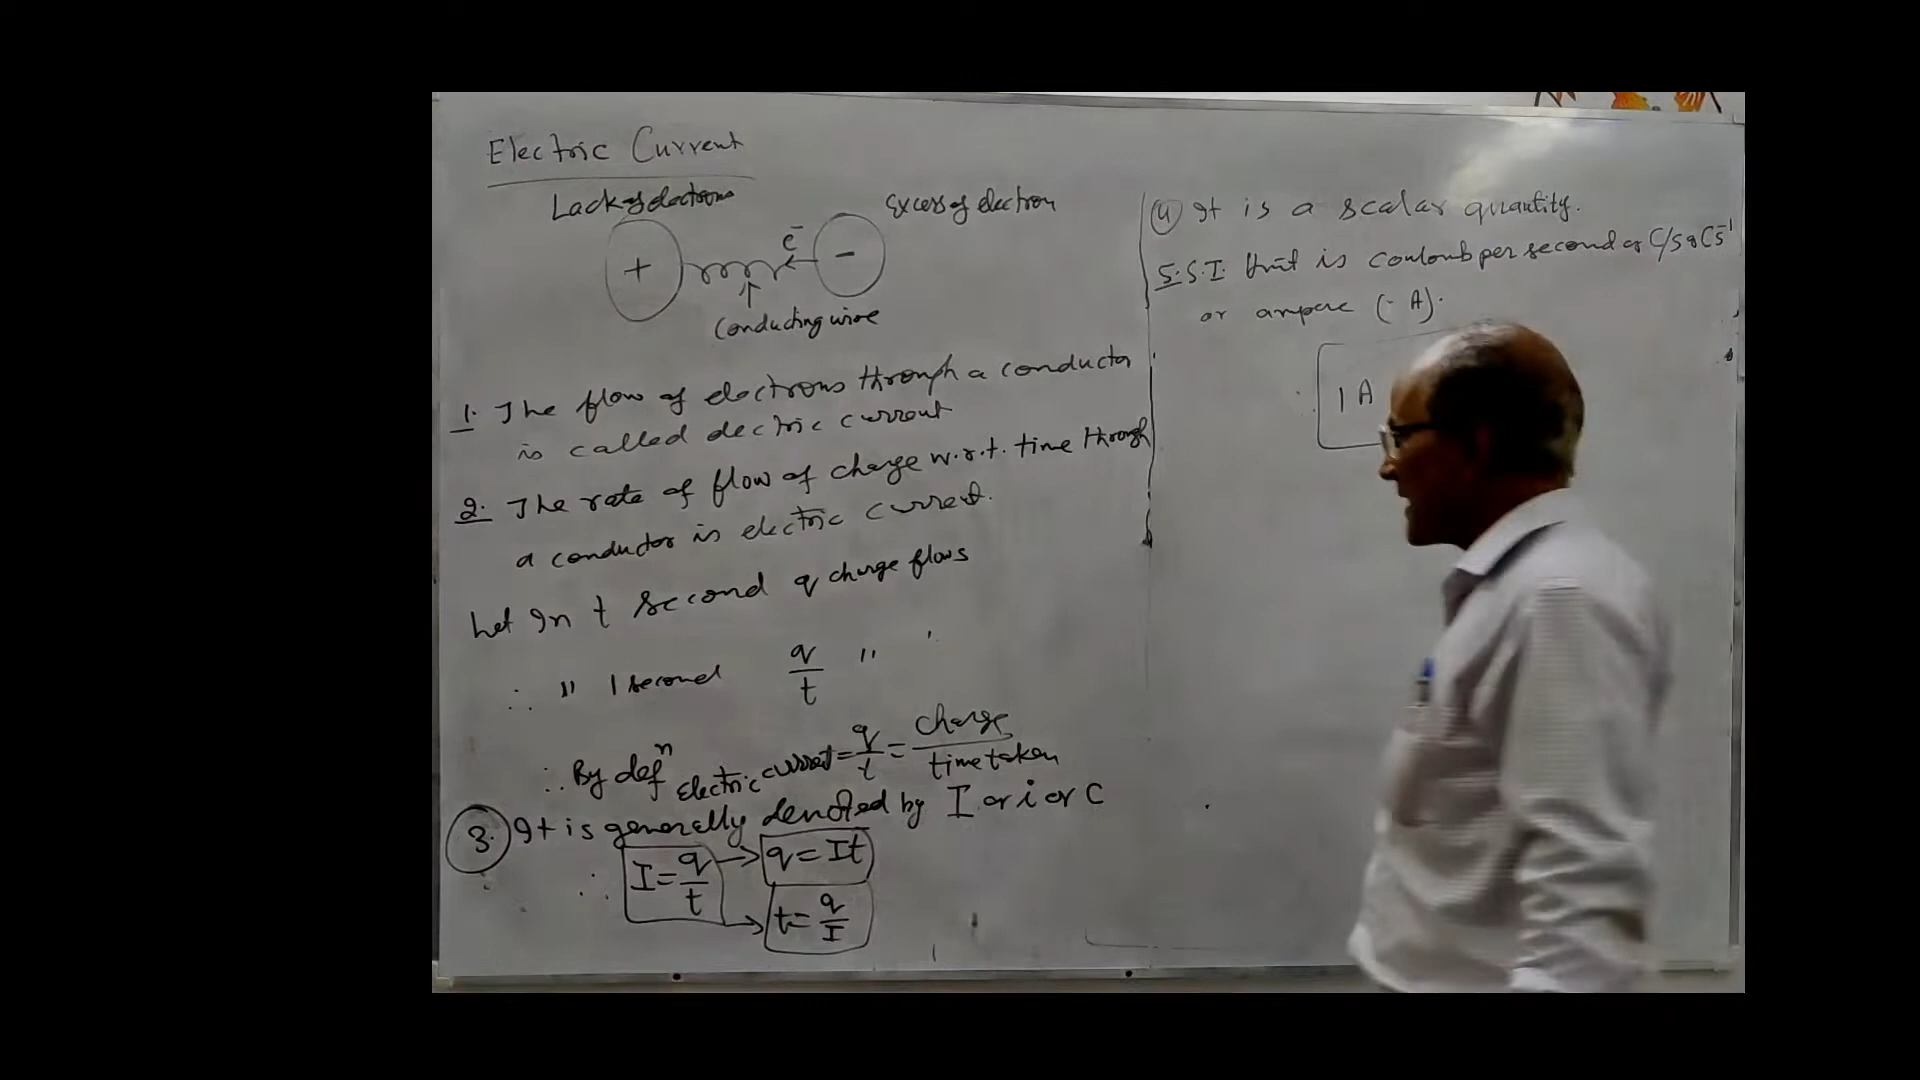 Electric Current
Lack of electrons
Excess of electron
+
e⁻
-
Conducting wire
1. The flow of electrons through a conductor
is called electric current
2. The rate of flow of charge w.r.t. time through
a conductor is electric current.
Let In t second q charge flows
∴ " 1 second q/t "
∴ By defⁿ Electric current = q/t = charge/time taken
3. It is generally denoted by I or i or C
∴ I = q/t → q = It
→ t = q/I
4 It is a scalar quantity.
5. S.I. Unit is coulomb per second or C/s or Cs⁻¹
or ampere (- A).
1 A